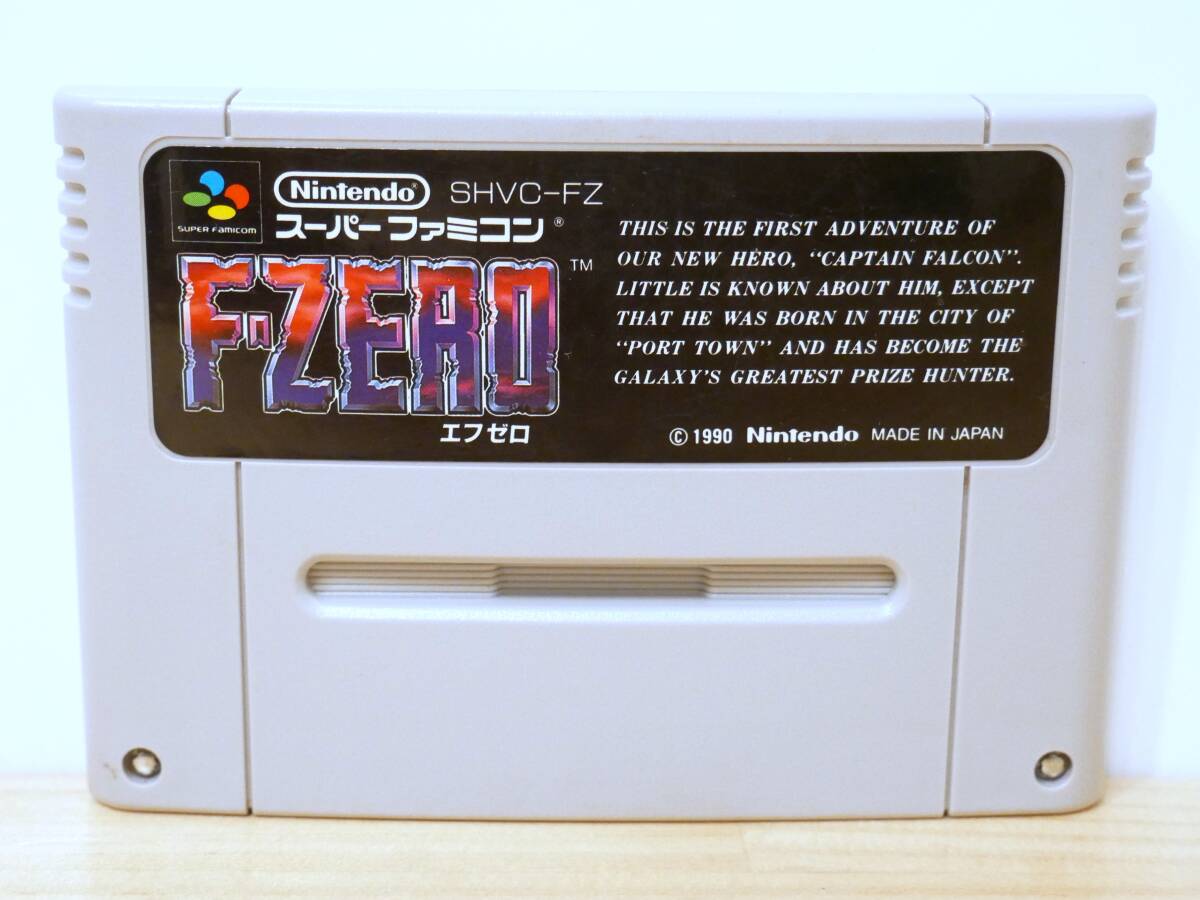 SUPER FAMICOM
Nintendo® SHVC-FZ
スーパーファミコン®
F-ZERO™
エフゼロ
THIS IS THE FIRST ADVENTURE OF
OUR NEW HERO, "CAPTAIN FALCON".
LITTLE IS KNOWN ABOUT HIM, EXCEPT
THAT HE WAS BORN IN THE CITY OF
"PORT TOWN" AND HAS BECOME THE
GALAXY'S GREATEST PRIZE HUNTER.
© 1990 Nintendo MADE IN JAPAN